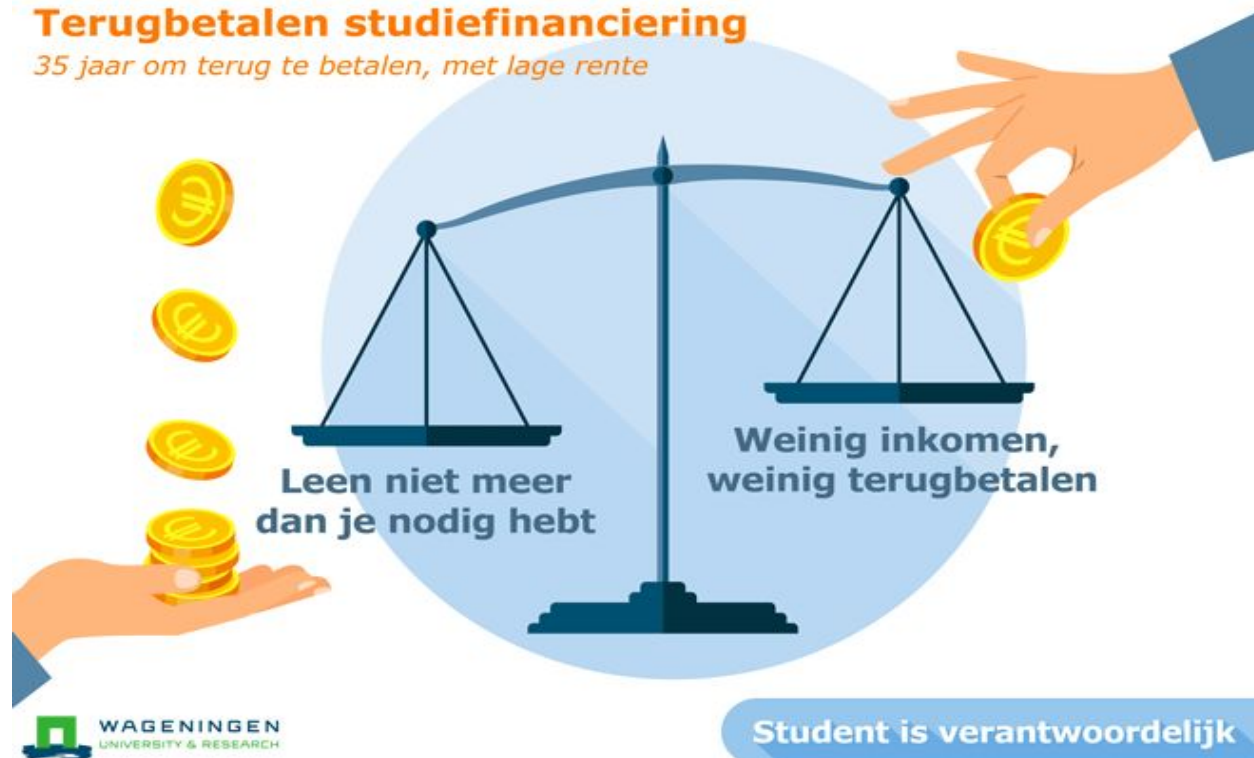 Terugbetalen studiefinanciering
35 jaar om terug te betalen, met lage rente
Leen niet meer
dan je nodig hebt
Weinig inkomen,
weinig terugbetalen
WAGENINGEN
UNIVERSITY & RESEARCH
Student is verantwoordelijk